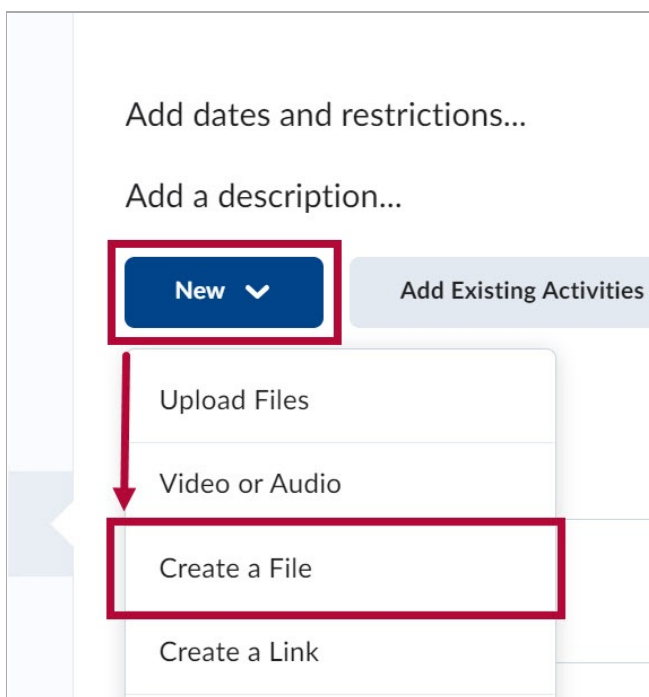 Add dates and restrictions...
Add a description...
New
Add Existing Activities
Upload Files
Video or Audio
Create a File
Create a Link